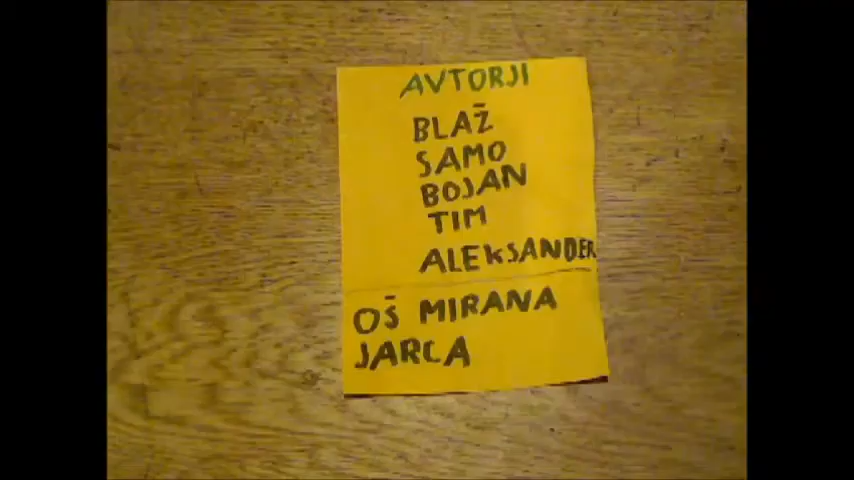 AVTORJI
BLAŽ
SAMO
BOJAN
TIM
ALEKSANDER
OŠ MIRANA
JARCA